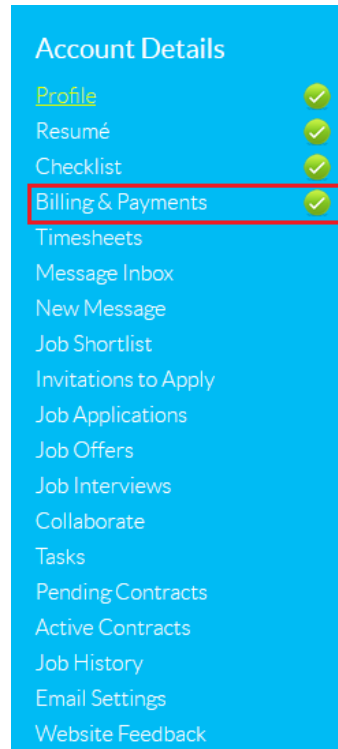 Account Details
Profile
Resumé
Checklist
Billing & Payments
Timesheets
Message Inbox
New Message
Job Shortlist
Invitations to Apply
Job Applications
Job Offers
Job Interviews
Collaborate
Tasks
Pending Contracts
Active Contracts
Job History
Email Settings
Website Feedback